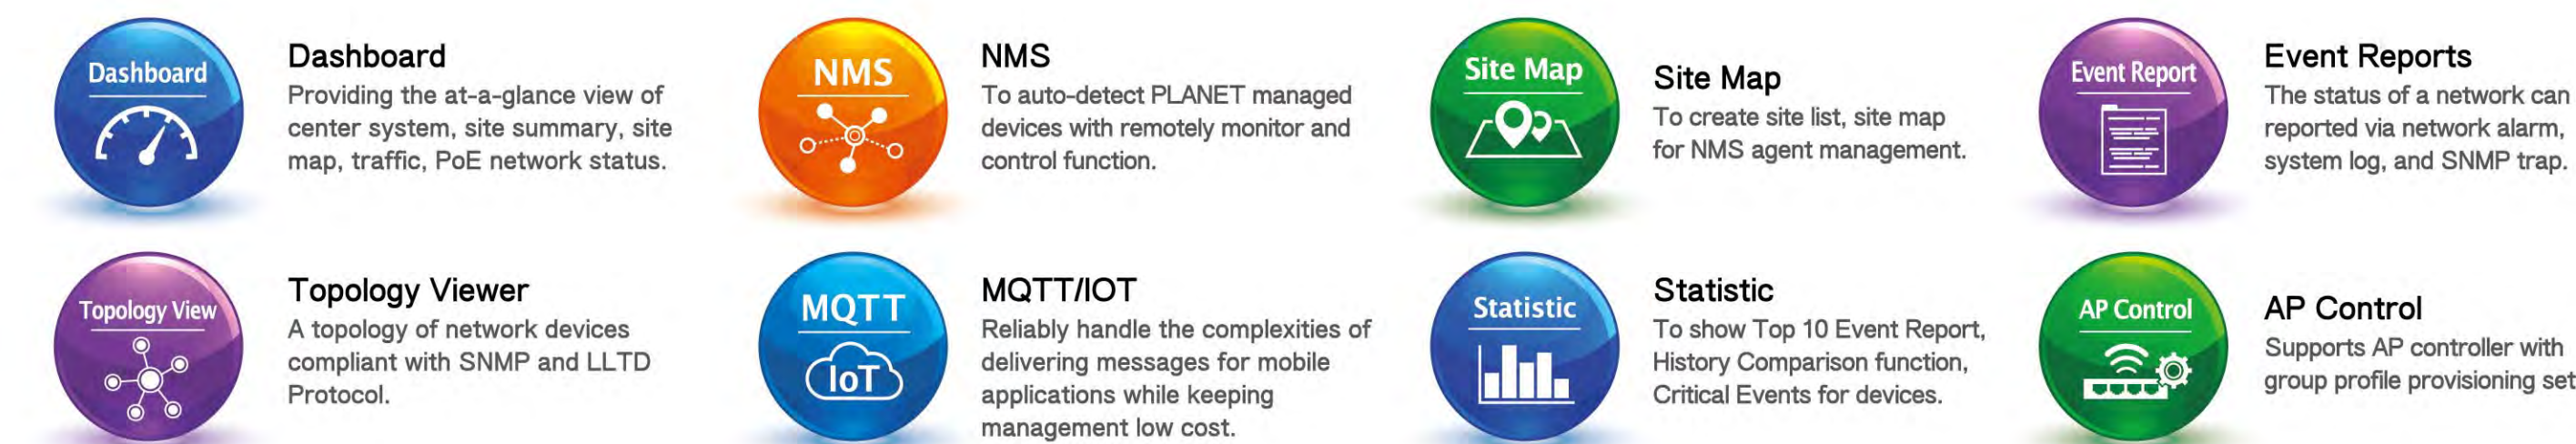 Dashboard
Dashboard
Providing the at-a-glance view of
center system, site summary, site
map, traffic, PoE network status.
NMS
NMS
To auto-detect PLANET managed
devices with remotely monitor and
control function.
Site Map
Site Map
To create site list, site map
for NMS agent management.
Event Report
Event Reports
The status of a network can
reported via network alarm,
system log, and SNMP trap.
Topology View
Topology Viewer
A topology of network devices
compliant with SNMP and LLTD
Protocol.
MQTT
IoT
MQTT/IOT
Reliably handle the complexities of
delivering messages for mobile
applications while keeping
management low cost.
Statistic
Statistic
To show Top 10 Event Report,
History Comparison function,
Critical Events for devices.
AP Control
AP Control
Supports AP controller with
group profile provisioning set